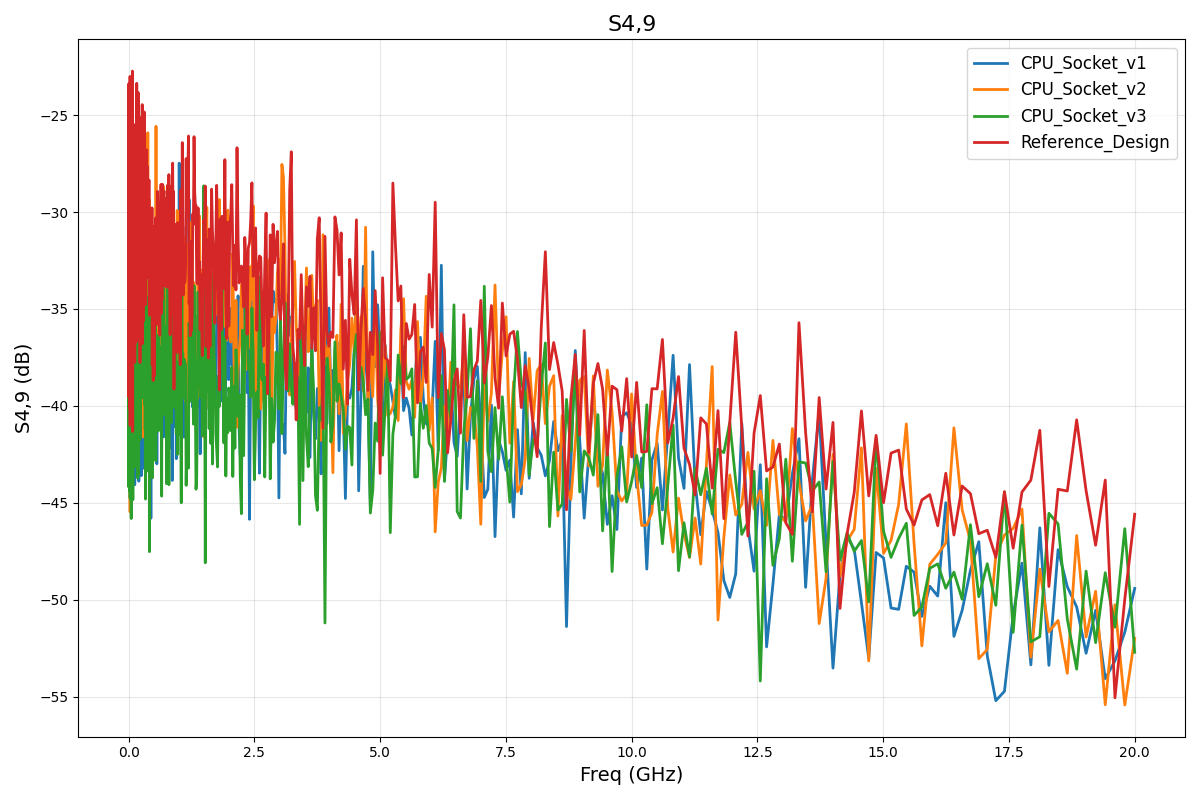 S4,9
CPU_Socket_v1
CPU_Socket_v2
CPU_Socket_v3
Reference_Design
−25
−30
−35
−40
−45
−50
−55
S4,9 (dB)
0.0 2.5 5.0 7.5 10.0 12.5 15.0 17.5 20.0
Freq (GHz)